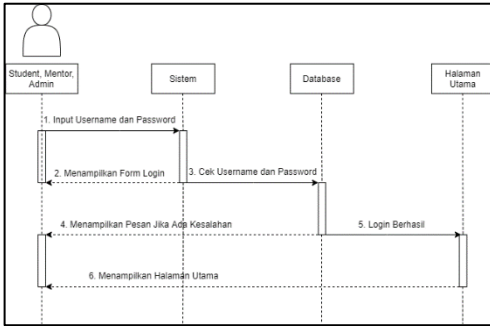 Student, Mentor,
Admin
Sistem
Database
Halaman
Utama
1. Input Username dan Password
2. Menampilkan Form Login
3. Cek Username dan Password
4. Menampilkan Pesan Jika Ada Kesalahan
5. Login Berhasil
6. Menampilkan Halaman Utama